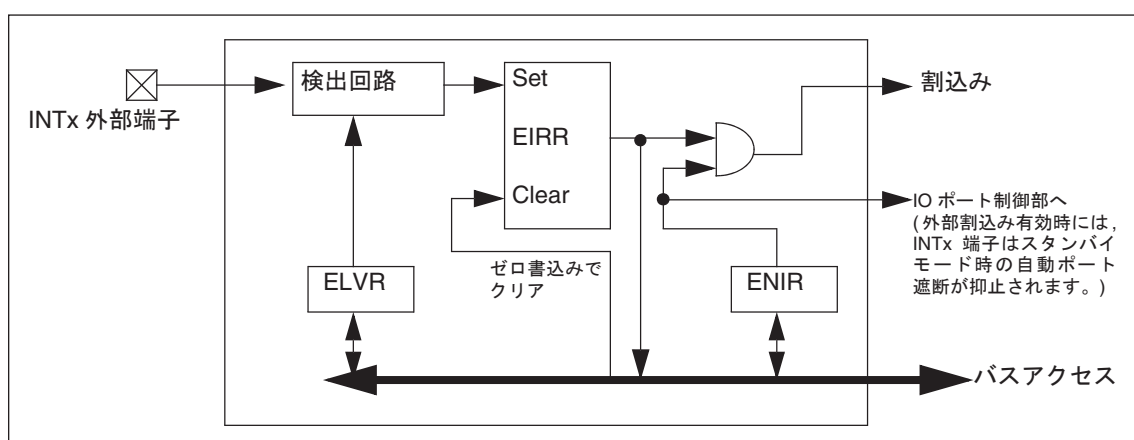 検出回路
Set
割込み
INTx 外部端子
EIRR
Clear
IO ポート制御部へ
( 外部割込み有効時には,
INTx 端子はスタンバイ
モード時の自動ポート
遮断が抑止されます。)
ゼロ書込みで
クリア
ELVR
ENIR
バスアクセス